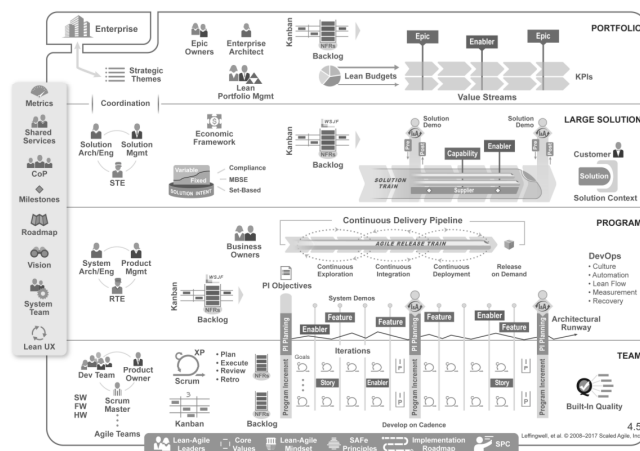 Enterprise
Epic
Owners
Enterprise
Architect
Kanban
NFRs
Backlog
Epic
Enabler
Epic
PORTFOLIO
Strategic
Themes
Lean
Portfolio Mgmt
Lean Budgets
KPIs
Value Streams
Metrics
Shared
Services
CoP
Milestones
Roadmap
Vision
System
Team
Lean UX
Coordination
Solution
Arch/Eng
Solution
Mgmt
STE
Economic
Framework
Variable
Fixed
SOLUTION INTENT
Compliance
MBSE
Set-Based
Kanban
WSJF
NFRs
Backlog
Solution
Demo
Solution
Demo
LARGE SOLUTION
Capability
Enabler
SOLUTION
TRAIN
Supplier
Customer
Solution
Solution Context
System
Arch/Eng
Product
Mgmt
RTE
Business
Owners
Continuous Delivery Pipeline
AGILE RELEASE TRAIN
Continuous
Exploration
Continuous
Integration
Continuous
Deployment
Release
on Demand
PROGRAM
DevOps
• Culture
• Automation
• Lean Flow
• Measurement
• Recovery
Kanban
WSJF
NFRs
Backlog
PI Objectives
System Demos
PI Planning
Enabler
Feature
Feature
PI Planning
Feature
Enabler
Feature
PI Planning
Architectural
Runway
Dev Team
Product
Owner
Scrum
Master
SW
FW
HW
Agile Teams
XP
Scrum
• Plan
• Execute
• Review
• Retro
Kanban
NFRs
NFRs
Backlog
Program Increment
Goals
Iterations
Story
Enabler
I P
Program Increment
Story
I P
Program Increment
Develop on Cadence
TEAM
Built-In Quality
4.5
Leffingwell, et al. © 2008–2017 Scaled Agile, Inc
Lean-Agile
Leaders
Core
Values
Lean-Agile
Mindset
SAFe
Principles
Implementation
Roadmap
SPC